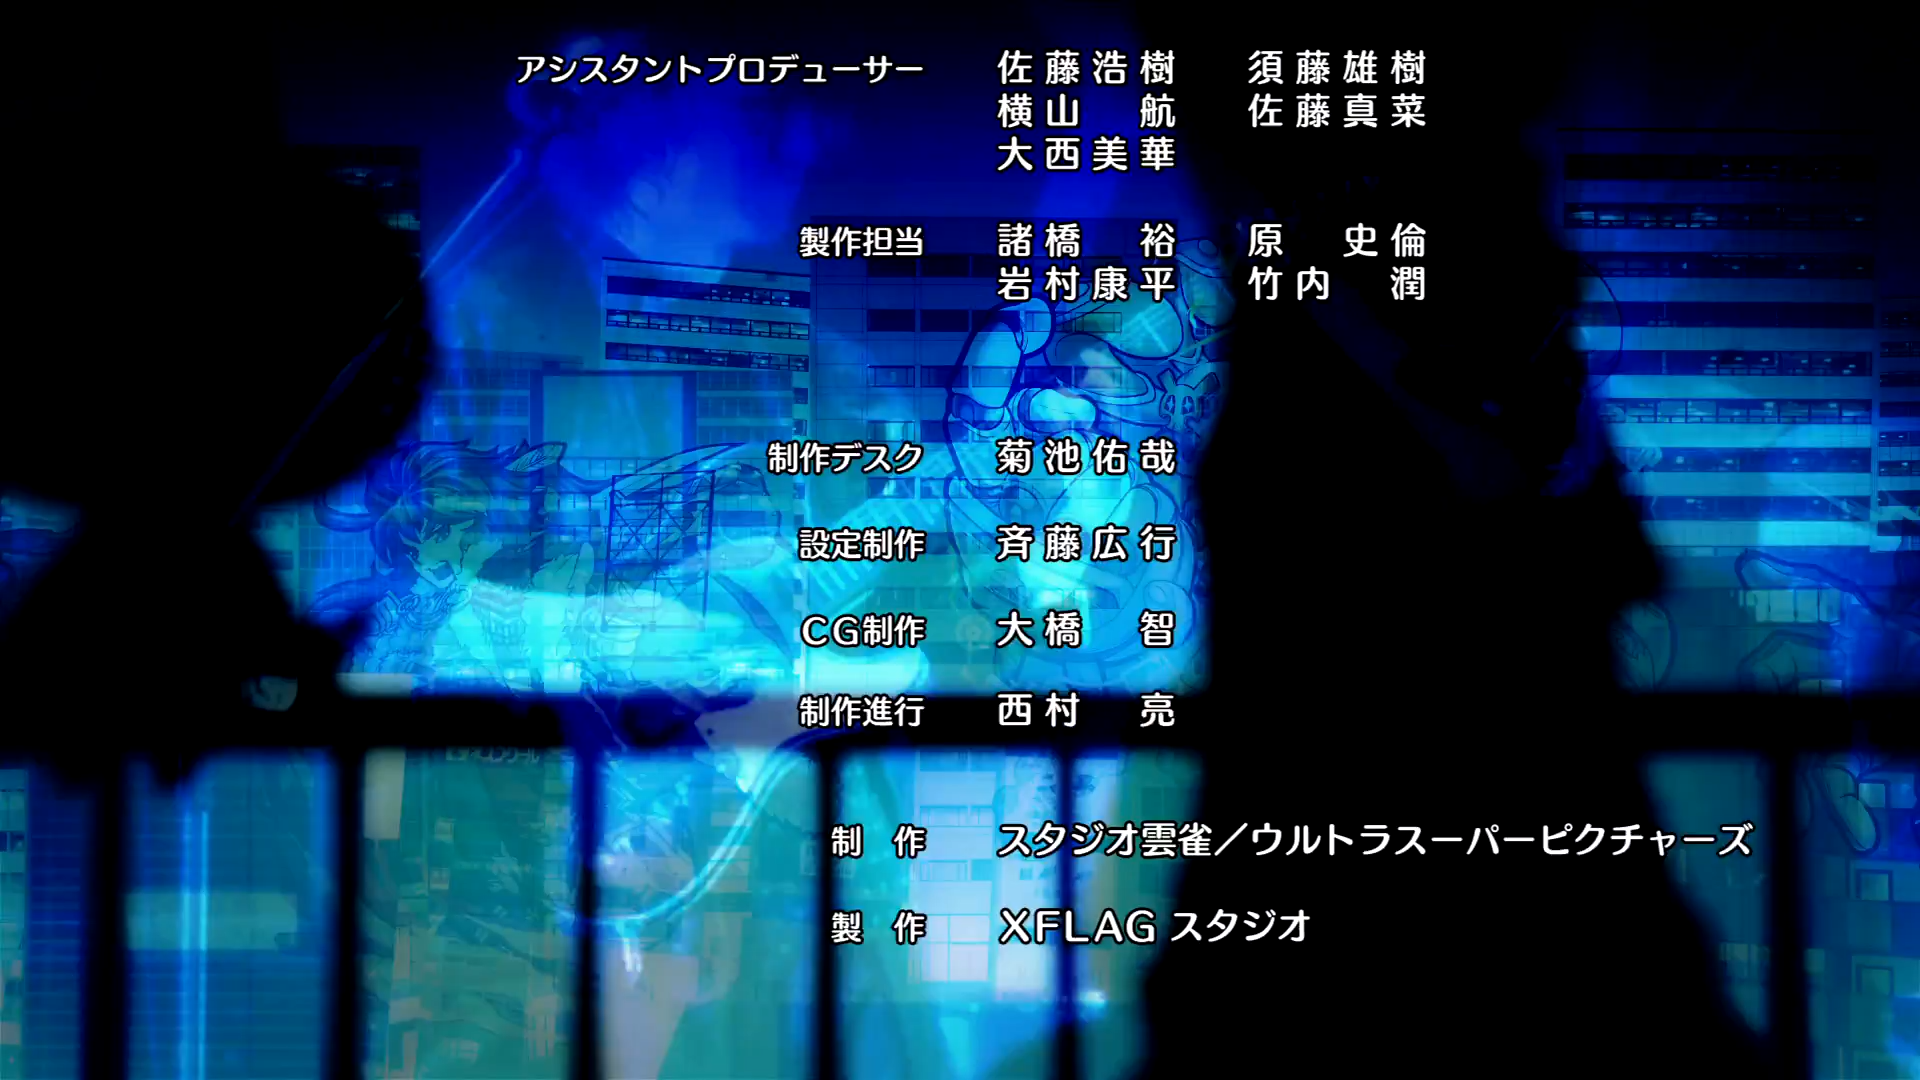 アシスタントプロデューサー 佐藤浩樹 須藤雄樹
横山 航 佐藤真菜
大西美華
製作担当 諸橋 裕 原 史倫
岩村康平 竹内 潤
制作デスク 菊池佑哉
設定制作 斉藤広行
CG制作 大橋 智
制作進行 西村 亮
制 作 スタジオ雲雀／ウルトラスーパーピクチャーズ
製 作 XFLAG スタジオ